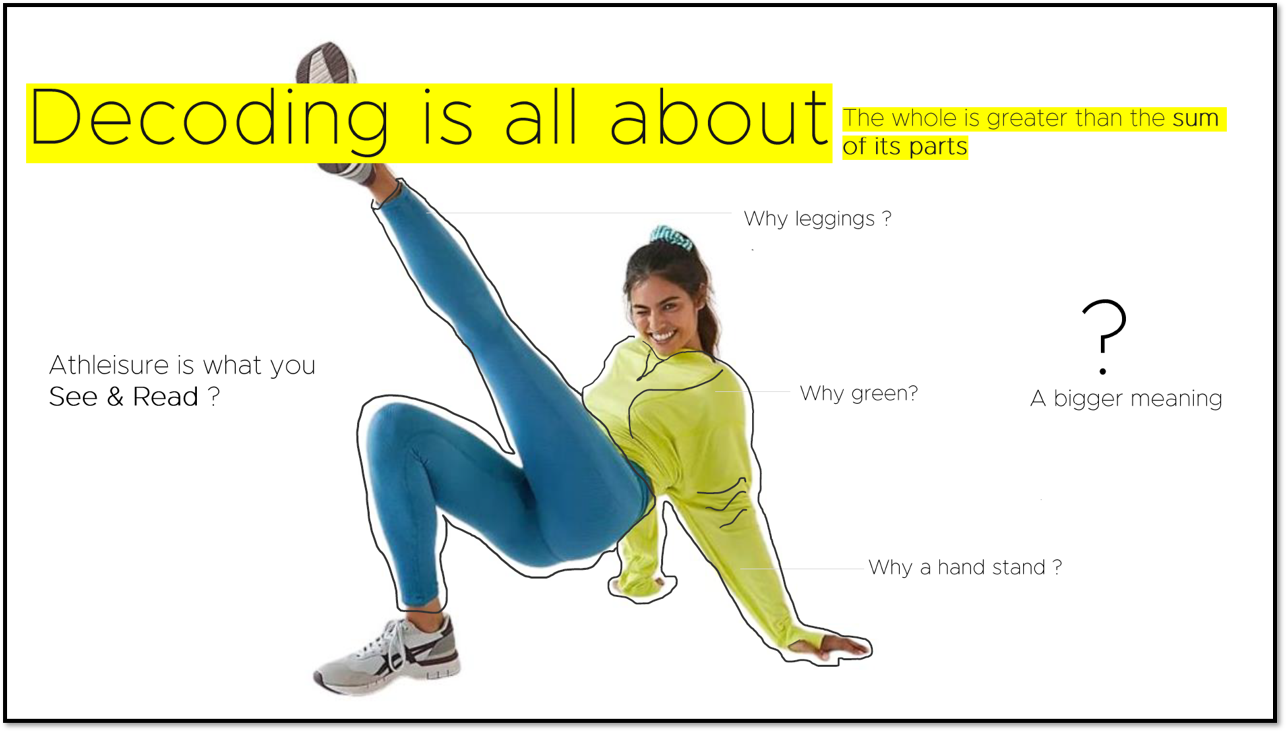 Decoding is all about
The whole is greater than the sum
of its parts
Why leggings ?
Athleisure is what you
See & Read ?
Why green?
?
A bigger meaning
Why a hand stand ?